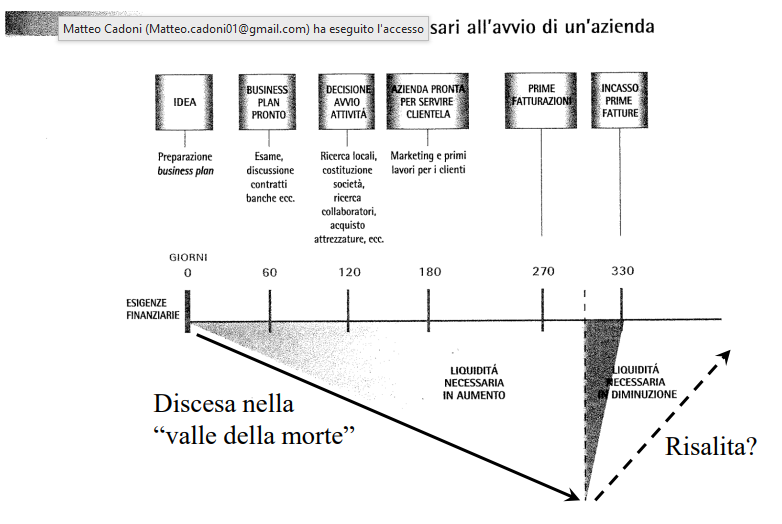 Matteo Cadoni (Matteo.cadoni01@gmail.com) ha eseguito l'accesso
sari all'avvio di un'azienda
IDEA
BUSINESS
PLAN
PRONTO
DECISIONE
AVVIO
ATTIVITÀ
AZIENDA PRONTA
PER SERVIRE
CLIENTELA
PRIME
FATTURAZIONI
INCASSO
PRIME
FATTURE
Preparazione
business plan
Esame,
discussione
contratti
banche ecc.
Ricerca locali,
costituzione
società,
ricerca
collaboratori,
acquisto
attrezzature, ecc.
Marketing e primi
lavori per i clienti
GIORNI
0
60
120
180
270
330
ESIGENZE
FINANZIARIE
LIQUIDITÁ
NECESSARIA
IN AUMENTO
LIQUIDITÁ
NECESSARIA
IN DIMINUZIONE
Discesa nella
“valle della morte”
Risalita?